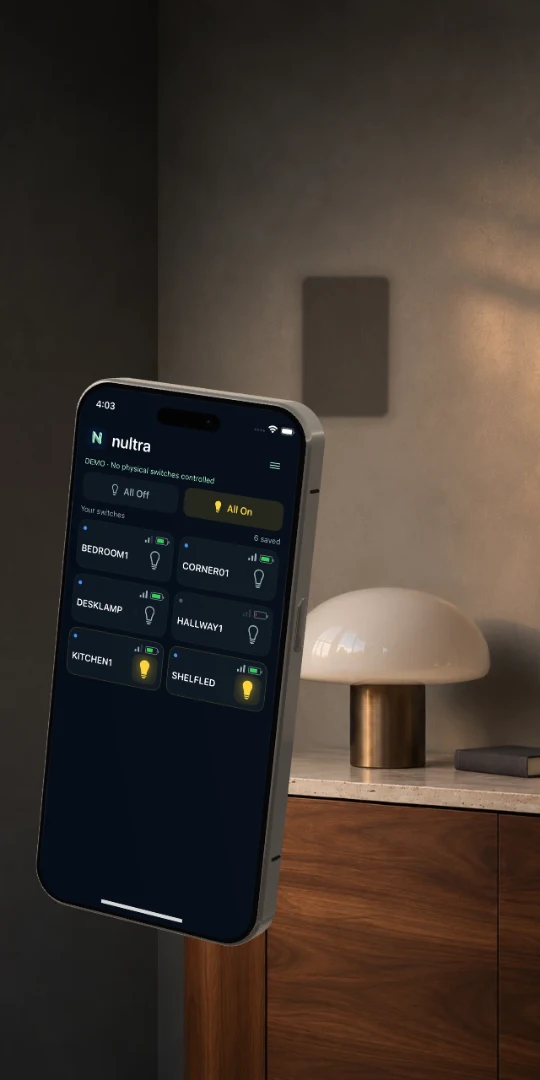 4:03
N nultra
DEMO · No physical switches controlled
All Off
All On
Your switches
6 saved
BEDROOM1
CORNER01
DESKLAMP
HALLWAY1
KITCHEN1
SHELFLED